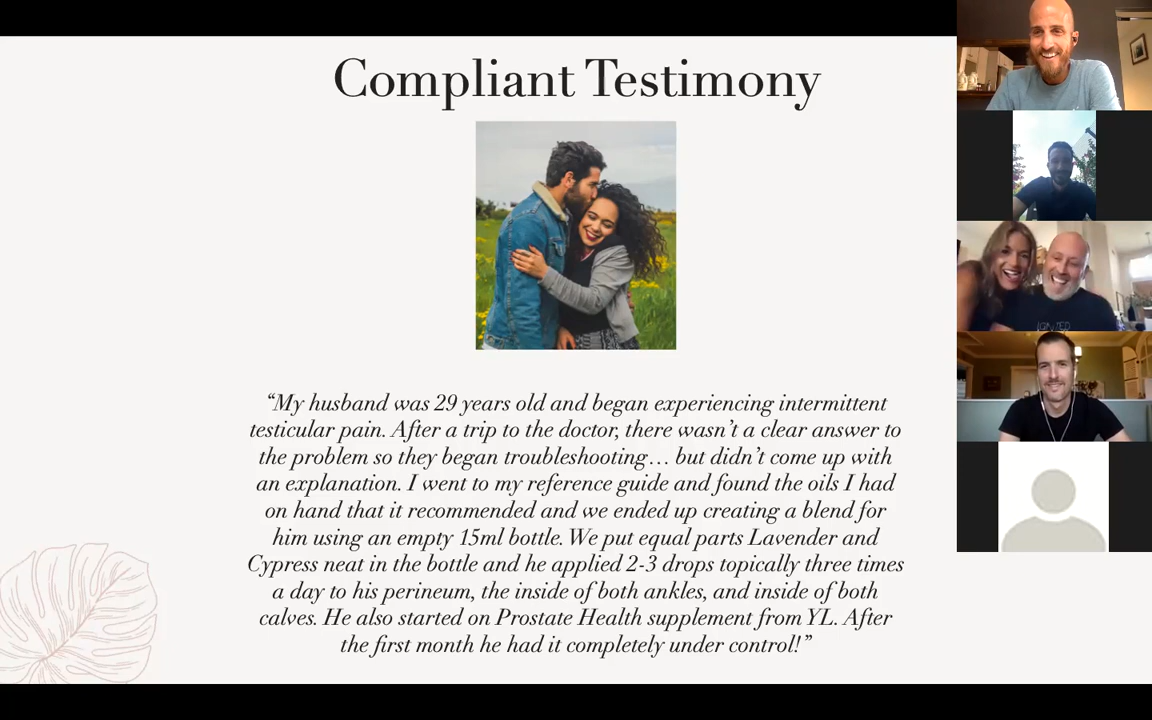 Compliant Testimony
“My husband was 29 years old and began experiencing intermittent
testicular pain. After a trip to the doctor, there wasn’t a clear answer to
the problem so they began troubleshooting… but didn’t come up with
an explanation. I went to my reference guide and found the oils I had
on hand that it recommended and we ended up creating a blend for
him using an empty 15ml bottle. We put equal parts Lavender and
Cypress neat in the bottle and he applied 2-3 drops topically three times
a day to his perineum, the inside of both ankles, and inside of both
calves. He also started on Prostate Health supplement from YL. After
the first month he had it completely under control!”